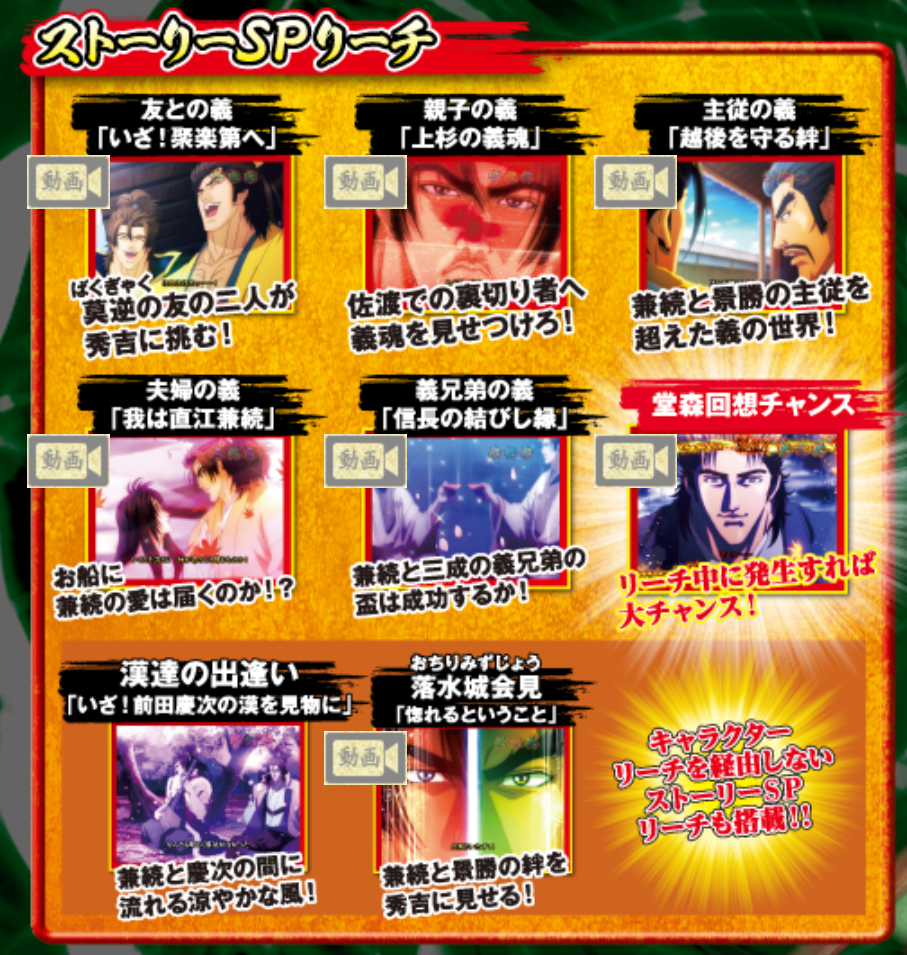 ストーリーSPリーチ
友との義
「いざ!聚楽第へ」
動画
ばくぎゃく
莫逆の友の二人が
秀吉に挑む!
親子の義
「上杉の義魂」
動画
佐渡での裏切り者へ
義魂を見せつけろ!
主従の義
「越後を守る絆」
動画
兼続と景勝の主従を
超えた義の世界!
夫婦の義
「我は直江兼続」
動画
お船に
兼続の愛は届くのか!?
義兄弟の義
「信長の結びし縁」
動画
兼続と三成の義兄弟の
盃は成功するか!
堂森回想チャンス
動画
リーチ中に発生すれば
大チャンス!
漢達の出逢い
「いざ!前田慶次の漢を見物に」
兼続と慶次の間に
流れる涼やかな風!
おちりみずじょう
落水城会見
「惚れるということ」
動画
兼続と景勝の絆を
秀吉に見せる!
キャラクター
リーチを経由しない
ストーリーSP
リーチも搭載!!